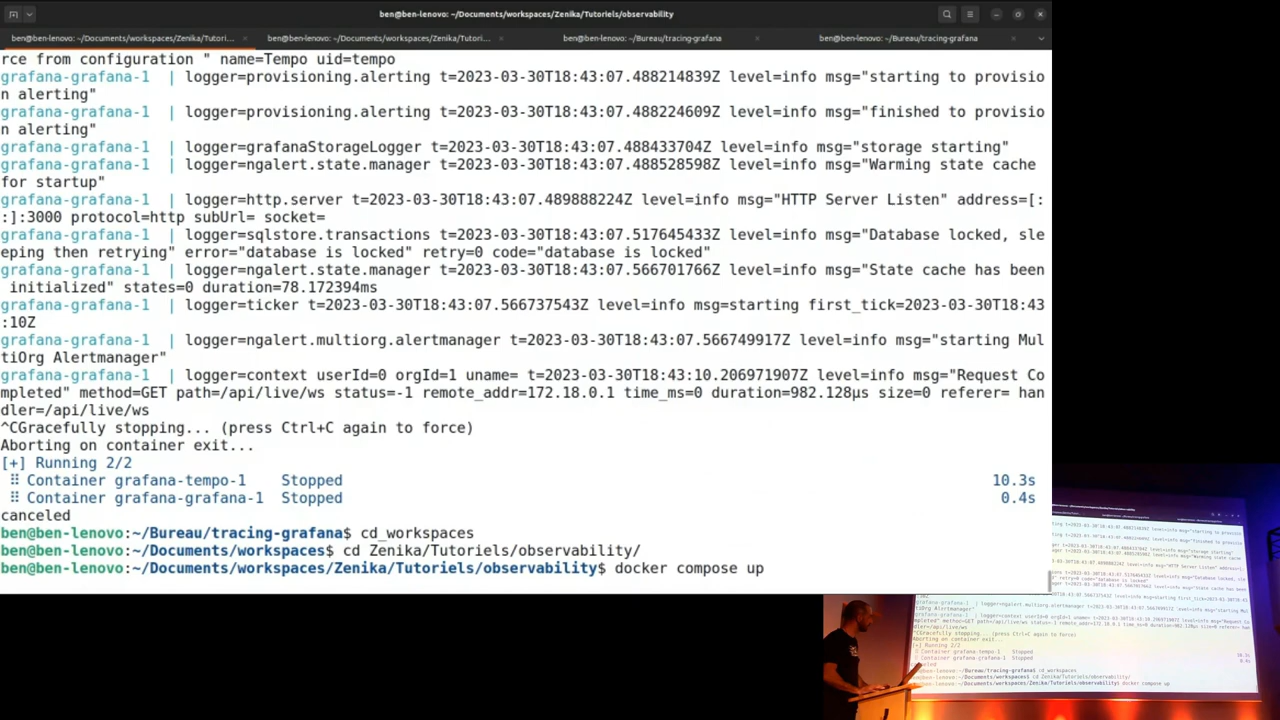 ben@ben-lenovo: ~/Documents/workspaces/Zenika/Tutoriels/observability
ben@ben-lenovo: ~/Documents/workspaces/Zenika/Tutori...
ben@ben-lenovo: ~/Documents/workspaces/Zenika/Tutori...
ben@ben-lenovo: ~/Bureau/tracing-grafana
ben@ben-lenovo: ~/Bureau/tracing-grafana
rce from configuration " name=Tempo uid=tempo
grafana-grafana-1  | logger=provisioning.alerting t=2023-03-30T18:43:07.488214839Z level=info msg="starting to provisio
n alerting"
grafana-grafana-1  | logger=provisioning.alerting t=2023-03-30T18:43:07.488224609Z level=info msg="finished to provisio
n alerting"
grafana-grafana-1  | logger=grafanaStorageLogger t=2023-03-30T18:43:07.488433704Z level=info msg="storage starting"
grafana-grafana-1  | logger=ngalert.state.manager t=2023-03-30T18:43:07.488528598Z level=info msg="Warming state cache
for startup"
grafana-grafana-1  | logger=http.server t=2023-03-30T18:43:07.489888224Z level=info msg="HTTP Server Listen" address=[:
:]:3000 protocol=http subUrl= socket=
grafana-grafana-1  | logger=sqlstore.transactions t=2023-03-30T18:43:07.517645433Z level=info msg="Database locked, sle
eping then retrying" error="database is locked" retry=0 code="database is locked"
grafana-grafana-1  | logger=ngalert.state.manager t=2023-03-30T18:43:07.566701766Z level=info msg="State cache has been
 initialized" states=0 duration=78.172394ms
grafana-grafana-1  | logger=ticker t=2023-03-30T18:43:07.566737543Z level=info msg=starting first_tick=2023-03-30T18:43
:10Z
grafana-grafana-1  | logger=ngalert.multiorg.alertmanager t=2023-03-30T18:43:07.566749917Z level=info msg="starting Mul
tiOrg Alertmanager"
grafana-grafana-1  | logger=context userId=0 orgId=1 uname= t=2023-03-30T18:43:10.206971907Z level=info msg="Request Co
mpleted" method=GET path=/api/live/ws status=-1 remote_addr=172.18.0.1 time_ms=0 duration=982.128µs size=0 referer= han
dler=/api/live/ws
^CGracefully stopping... (press Ctrl+C again to force)
Aborting on container exit...
[+] Running 2/2
 ⠿ Container grafana-tempo-1    Stopped    10.3s
 ⠿ Container grafana-grafana-1  Stopped    0.4s
canceled
ben@ben-lenovo:~/Bureau/tracing-grafana$ cd_workspaces
ben@ben-lenovo:~/Documents/workspaces$ cd Zenika/Tutoriels/observability/
ben@ben-lenovo:~/Documents/workspaces/Zenika/Tutoriels/observability$ docker compose up